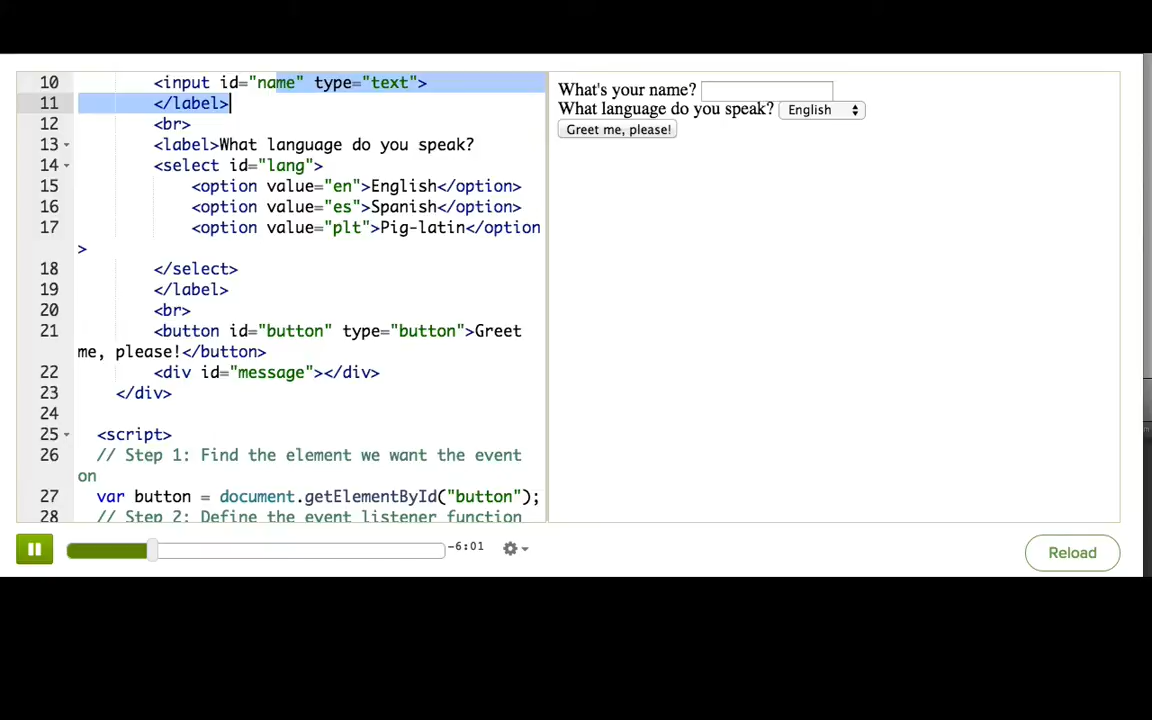 10 <input id="name" type="text">
11 </label>
12 <br>
13 <label>What language do you speak?
14 <select id="lang">
15 <option value="en">English</option>
16 <option value="es">Spanish</option>
17 <option value="plt">Pig-latin</option
>
18 </select>
19 </label>
20 <br>
21 <button id="button" type="button">Greet
me, please!</button>
22 <div id="message"></div>
23 </div>
24
25 <script>
26 // Step 1: Find the element we want the event
on
27 var button = document.getElementById("button");
28 // Step 2: Define the event listener function
What's your name?
What language do you speak? English
Greet me, please!
-6:01
Reload